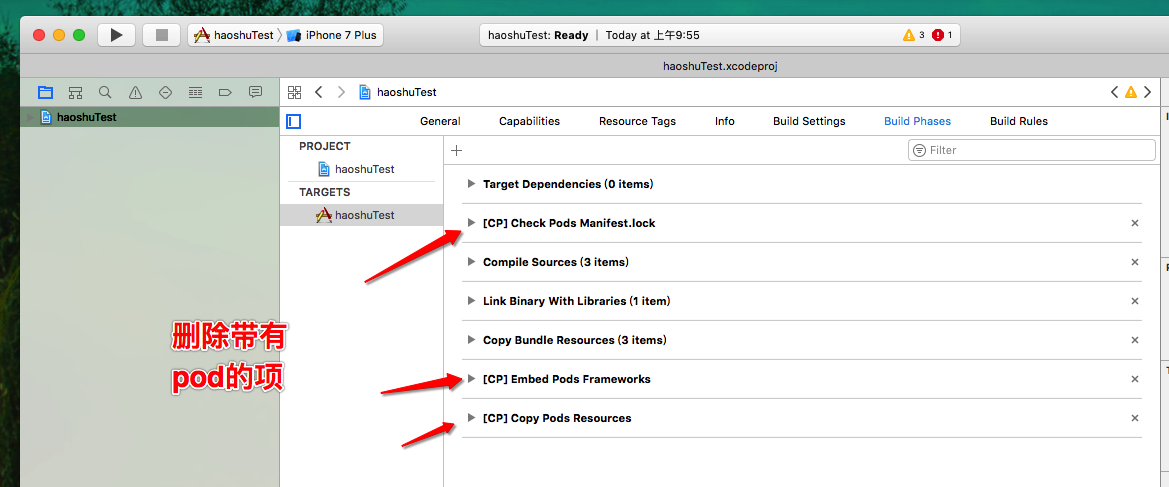 haoshuTest
iPhone 7 Plus
haoshuTest: Ready | Today at 上午9:55
3
1
haoshuTest.xcodeproj
haoshuTest
haoshuTest
General
Capabilities
Resource Tags
Info
Build Settings
Build Phases
Build Rules
PROJECT
haoshuTest
TARGETS
haoshuTest
Filter
Target Dependencies (0 items)
[CP] Check Pods Manifest.lock
Compile Sources (3 items)
Link Binary With Libraries (1 item)
Copy Bundle Resources (3 items)
[CP] Embed Pods Frameworks
[CP] Copy Pods Resources
删除带有
pod的项